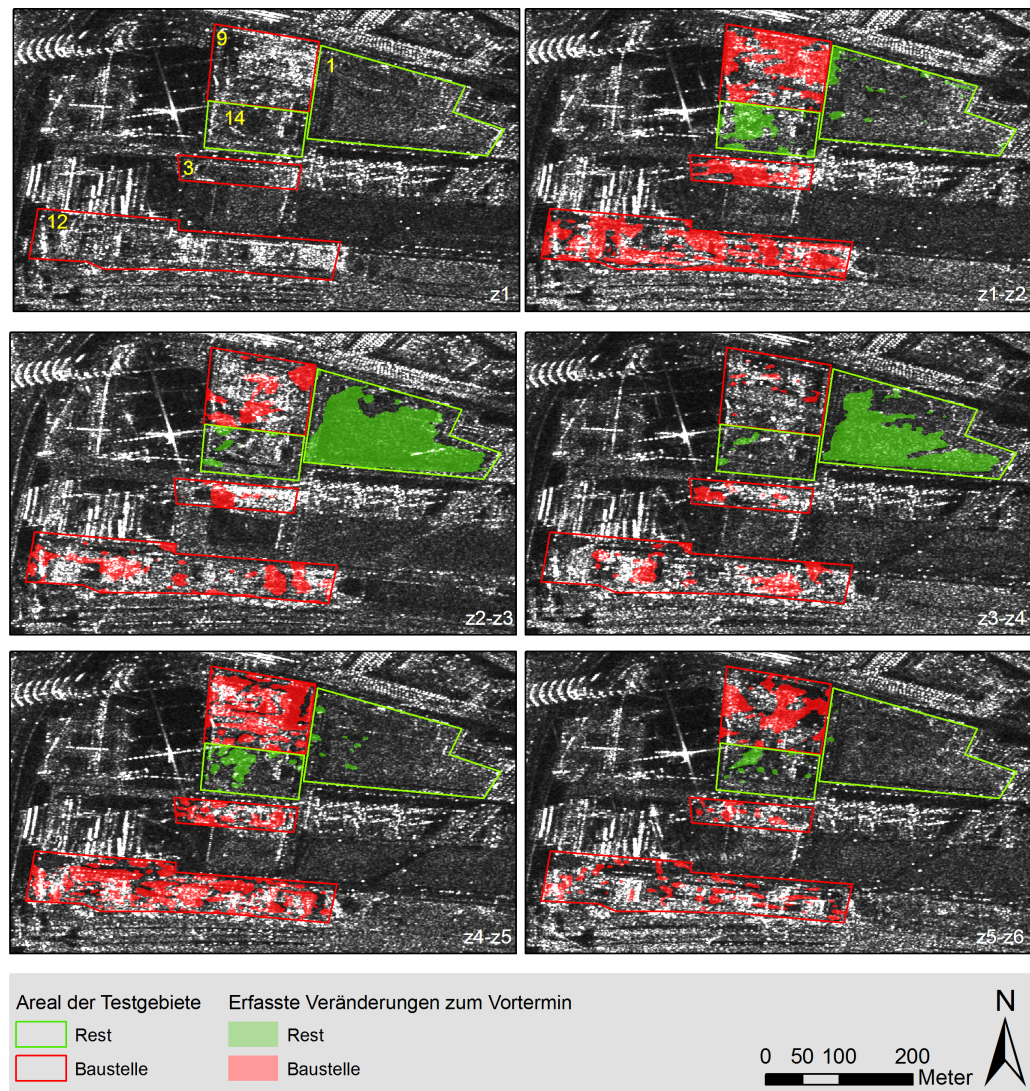 9
1
14
3
12
z1
z1-z2
z2-z3
z3-z4
z4-z5
z5-z6
Areal der Testgebiete
Erfasste Veränderungen zum Vortermin
Rest
Rest
Baustelle
Baustelle
N
0 50 100 200
Meter